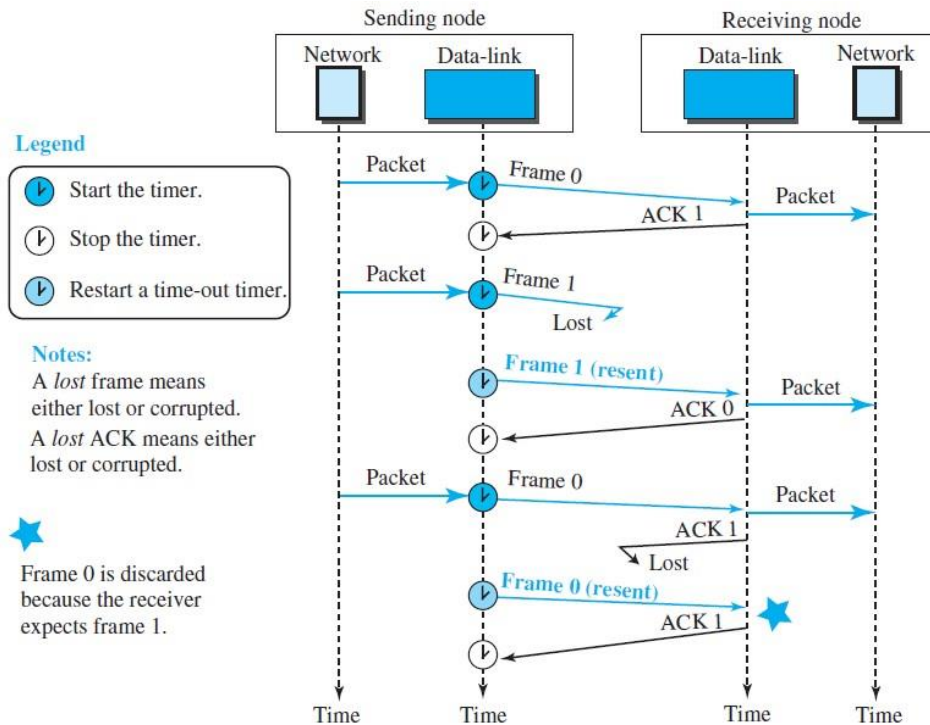 Sending node
Receiving node
Network
Data-link
Data-link
Network
Legend
Start the timer.
Stop the timer.
Restart a time-out timer.
Notes:
A lost frame means
either lost or corrupted.
A lost ACK means either
lost or corrupted.
Frame 0 is discarded
because the receiver
expects frame 1.
Packet
Frame 0
Packet
ACK 1
Packet
Frame 1
Lost
Frame 1 (resent)
Packet
ACK 0
Packet
Frame 0
Packet
ACK 1
Lost
Frame 0 (resent)
ACK 1
Time
Time
Time
Time